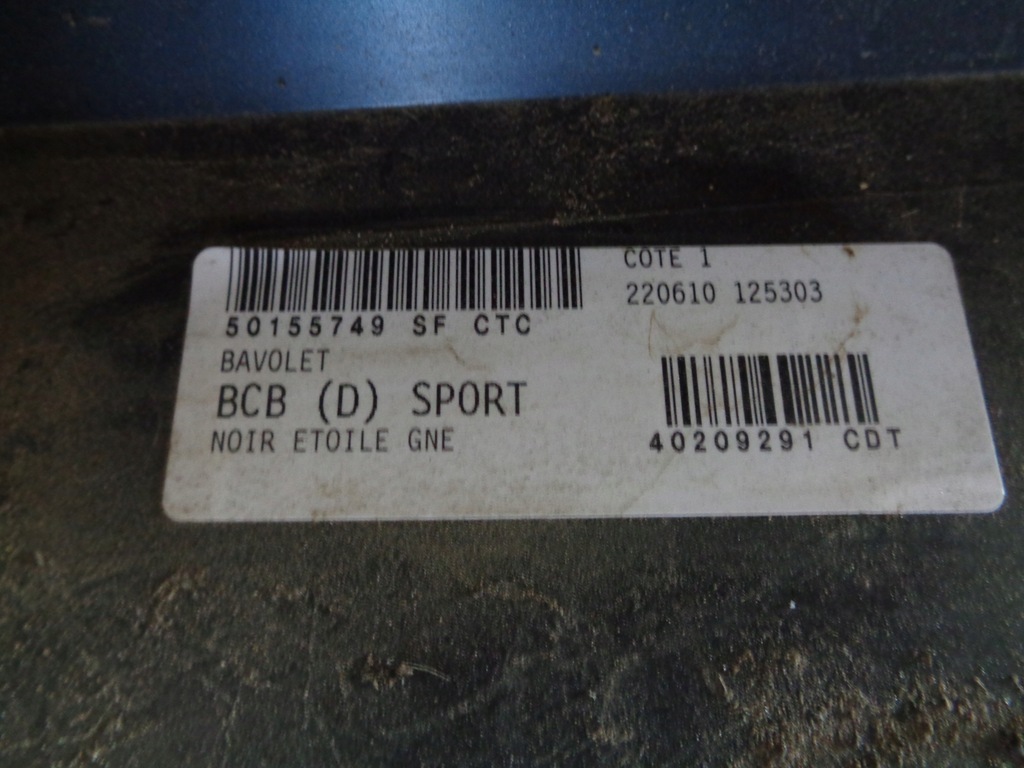 50155749 SF CTC
BAVOLET
BCB (D) SPORT
NOIR ETOILE GNE
COTE 1
220610 125303
40209291 CDT